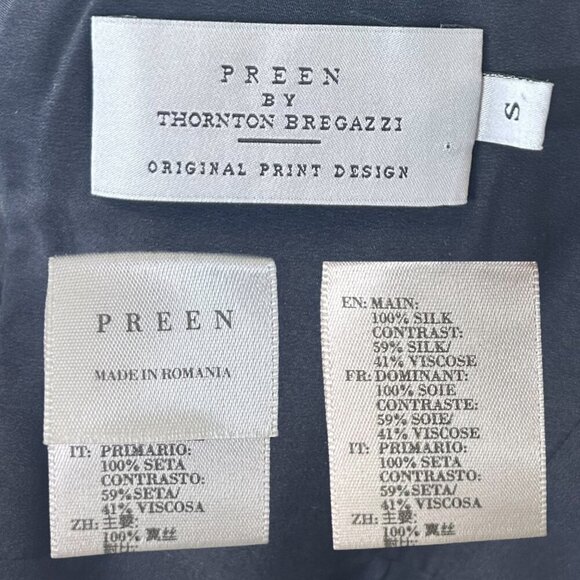 PREEN
BY
THORNTON BREGAZZI
ORIGINAL PRINT DESIGN
S
PREEN
MADE IN ROMANIA
IT: PRIMARIO:
100% SETA
CONTRASTO:
59% SETA/
41% VISCOSA
ZH: 主要:
100% 真丝
EN: MAIN:
100% SILK
CONTRAST:
59% SILK/
41% VISCOSE
FR: DOMINANT:
100% SOIE
CONTRASTE:
59% SOIE/
41% VISCOSE
IT: PRIMARIO:
100% SETA
CONTRASTO:
59% SETA/
41% VISCOSA
ZH: 主要:
100% 真丝